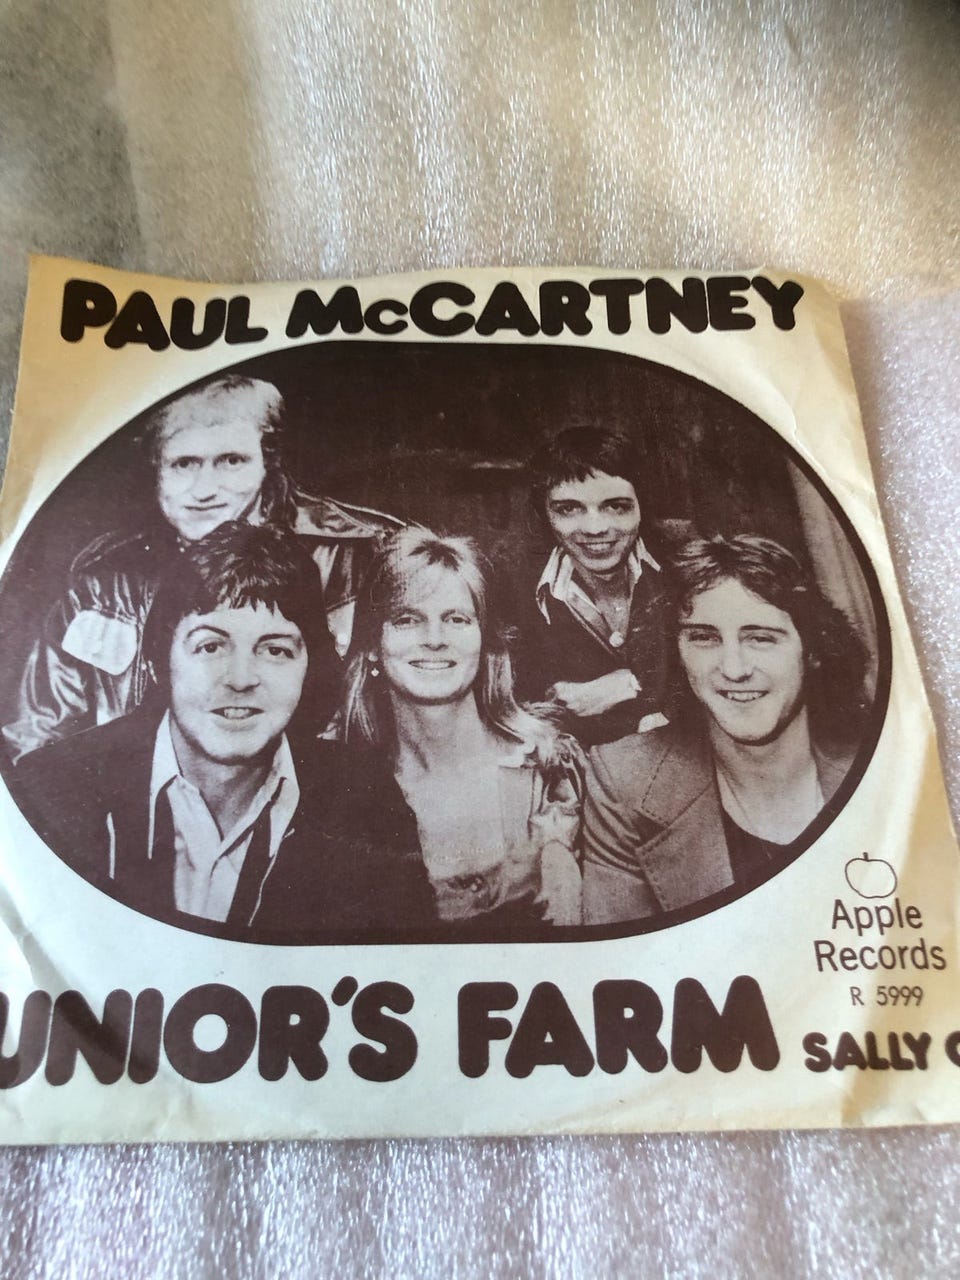 PAUL McCARTNEY
Apple
Records
R 5999
UNIOR'S FARM SALLY